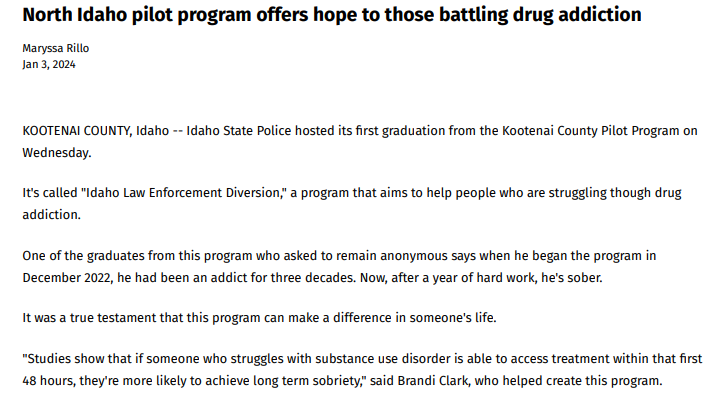 North Idaho pilot program offers hope to those battling drug addiction
Maryssa Rillo
Jan 3, 2024
KOOTENAI COUNTY, Idaho -- Idaho State Police hosted its first graduation from the Kootenai County Pilot Program on
Wednesday.
It's called "Idaho Law Enforcement Diversion," a program that aims to help people who are struggling though drug
addiction.
One of the graduates from this program who asked to remain anonymous says when he began the program in
December 2022, he had been an addict for three decades. Now, after a year of hard work, he's sober.
It was a true testament that this program can make a difference in someone's life.
"Studies show that if someone who struggles with substance use disorder is able to access treatment within that first
48 hours, they're more likely to achieve long term sobriety," said Brandi Clark, who helped create this program.